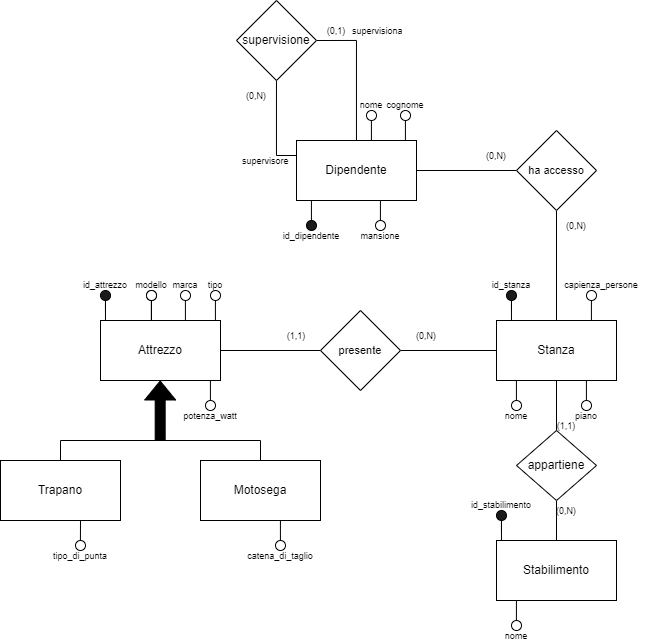 supervisione
(0,1) supervisiona
(0,N)
nome cognome
supervisore
Dipendente
(0,N)
ha accesso
id_dipendente
mansione
(0,N)
id_attrezzo modello marca tipo
id_stanza
capienza_persone
Attrezzo
(1,1)
presente
(0,N)
Stanza
potenza_watt
nome
piano
(1,1)
appartiene
Trapano
Motosega
id_stabilimento
(0,N)
tipo_di_punta
catena_di_taglio
Stabilimento
nome